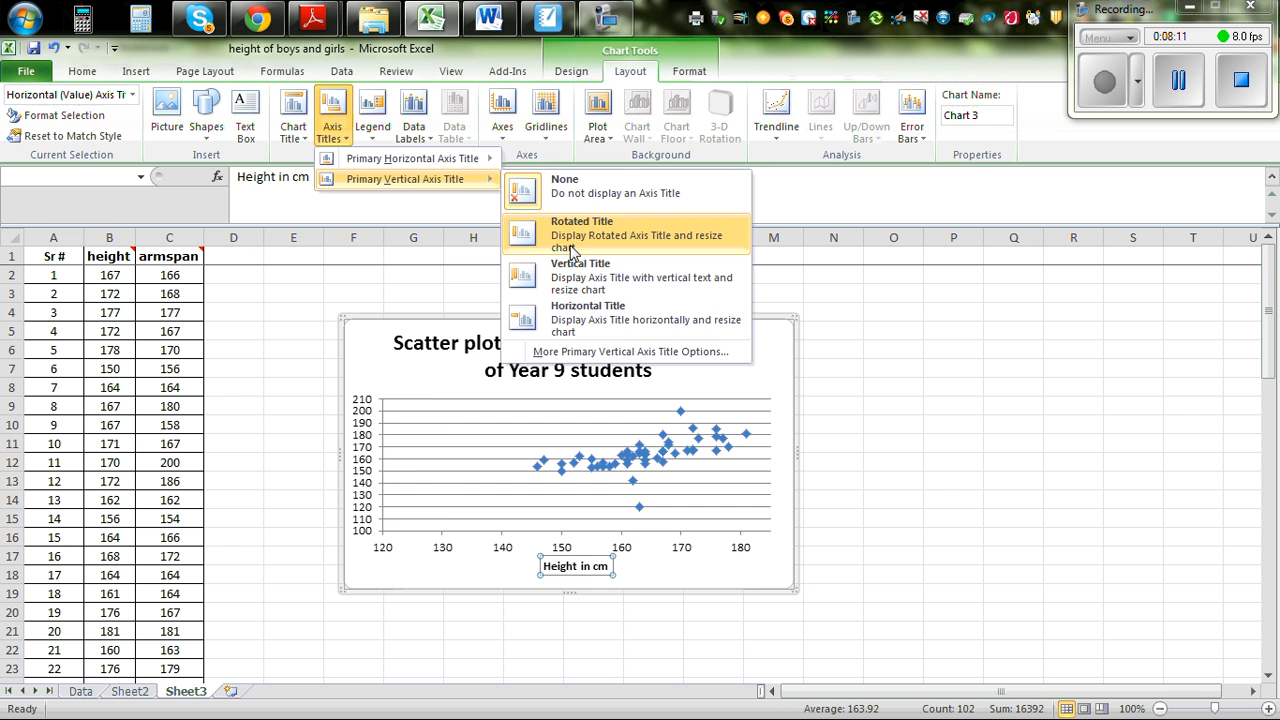 Recording...
Menu
0:08:11
8.0 fps
height of boys and girls - Microsoft Excel
Chart Tools
File
Home
Insert
Page Layout
Formulas
Data
Review
View
Add-Ins
Design
Layout
Format
Horizontal (Value) Axis Tit
Format Selection
Reset to Match Style
Current Selection
Picture
Shapes
Text Box
Insert
Chart Title
Axis Titles
Legend
Data Labels
Data Table
Axes
Gridlines
Axes
Plot Area
Chart Wall
Chart Floor
3-D Rotation
Background
Trendline
Lines
Up/Down Bars
Error Bars
Analysis
Chart Name:
Chart 3
Properties
Primary Horizontal Axis Title
Primary Vertical Axis Title
None
Do not display an Axis Title
Rotated Title
Display Rotated Axis Title and resize
chart
Vertical Title
Display Axis Title with vertical text and
resize chart
Horizontal Title
Display Axis Title horizontally and resize
chart
More Primary Vertical Axis Title Options...
fx Height in cm
A B C D E F G H M N O P Q R S T U
1 Sr # height armspan
2 1 167 166
3 2 172 168
4 3 177 177
5 4 172 167
6 5 178 170
7 6 150 156
8 7 164 164
9 8 167 180
10 9 167 158
11 10 171 167
12 11 170 200
13 12 172 186
14 13 162 162
15 14 156 154
16 15 164 166
17 16 168 172
18 17 164 164
19 18 161 164
20 19 176 167
21 20 181 181
22 21 160 163
23 22 176 179
Scatter plot
of Year 9 students
210
200
190
180
170
160
150
140
130
120
110
100
120 130 140 150 160 170 180
Height in cm
Data Sheet2 Sheet3
Ready
Average: 163.92 Count: 102 Sum: 16392 100%